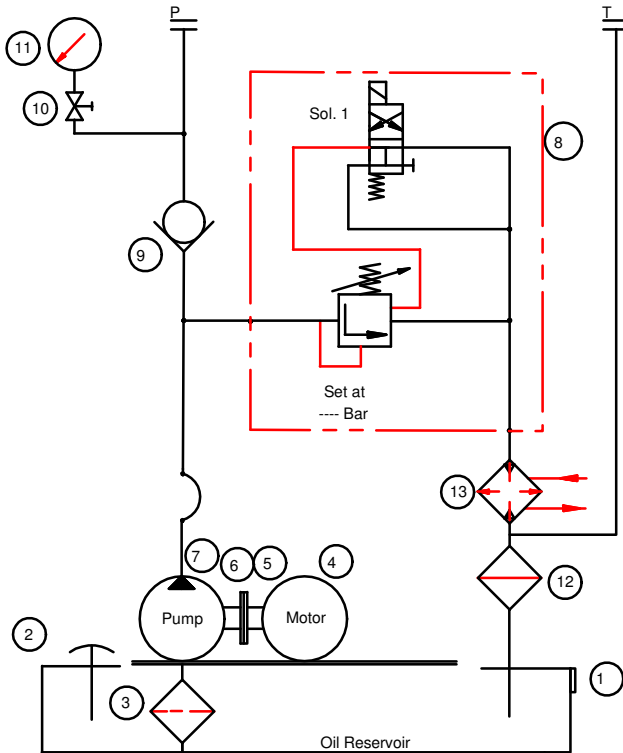 P
T
11
10
Sol. 1
8
9
Set at
---- Bar
13
7
6
5
4
12
Pump
Motor
2
3
1
Oil Reservoir